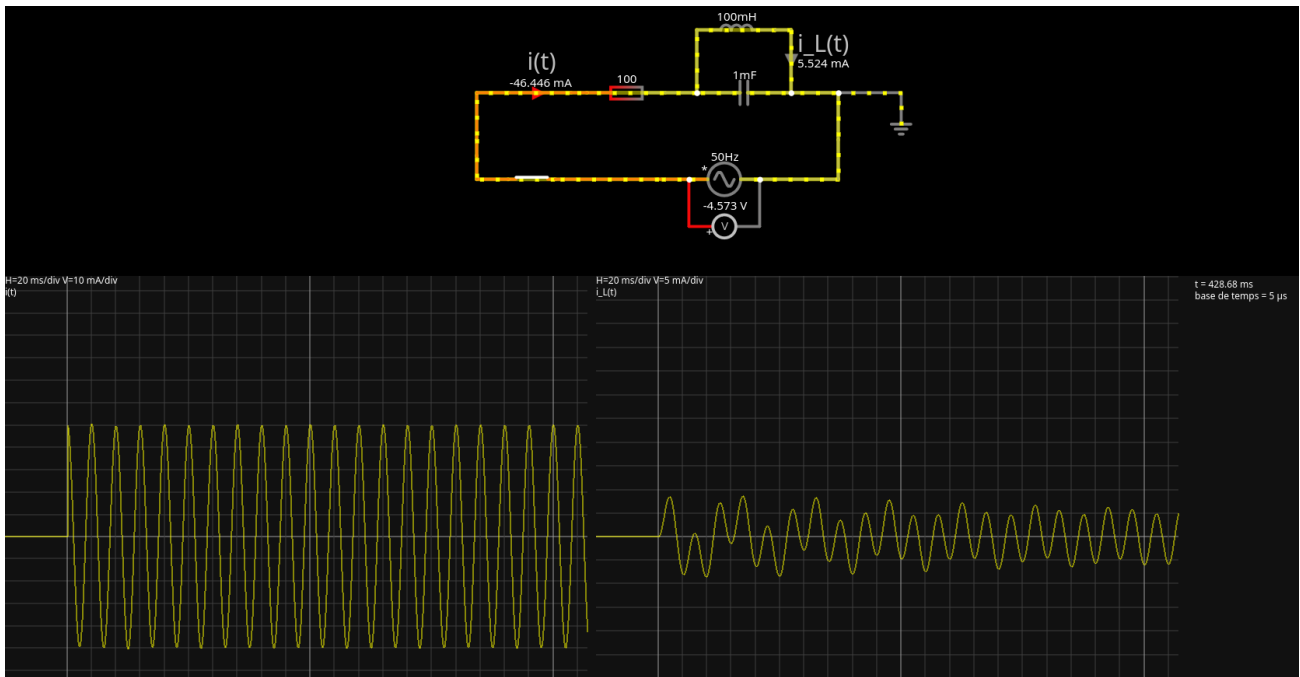 100mH
i_L(t)
5.524 mA
i(t)
-46.446 mA
100
1mF
50Hz
*
-4.573 V
V
+
H=20 ms/div V=10 mA/div
i(t)
H=20 ms/div V=5 mA/div
i_L(t)
t = 428.68 ms
base de temps = 5 µs